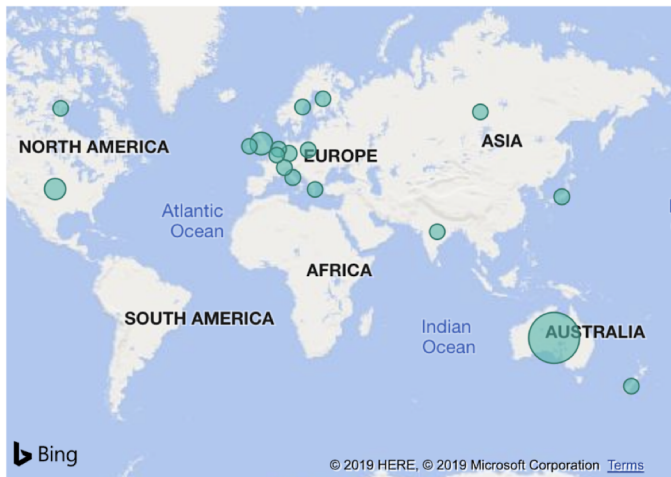 NORTH AMERICA
ASIA
EUROPE
Atlantic
Ocean
AFRICA
SOUTH AMERICA
Indian
Ocean
AUSTRALIA
Bing
© 2019 HERE, © 2019 Microsoft Corporation Terms